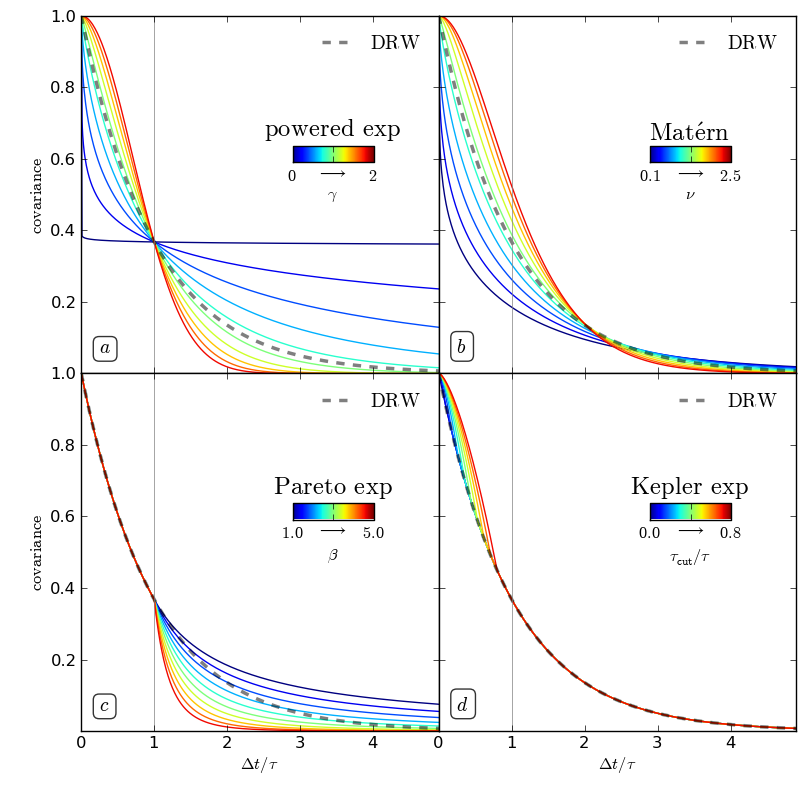 1.0
DRW
DRW
0.8
powered exp
Matérn
0.6
0 → 2
0.1 → 2.5
γ
ν
covariance
0.4
0.2
a
b
1.0
DRW
DRW
0.8
Pareto exp
Kepler exp
0.6
1.0 → 5.0
0.0 → 0.8
β
τcut/τ
covariance
0.4
0.2
c
d
0 1 2 3 4 0 1 2 3 4
Δt/τ
Δt/τ